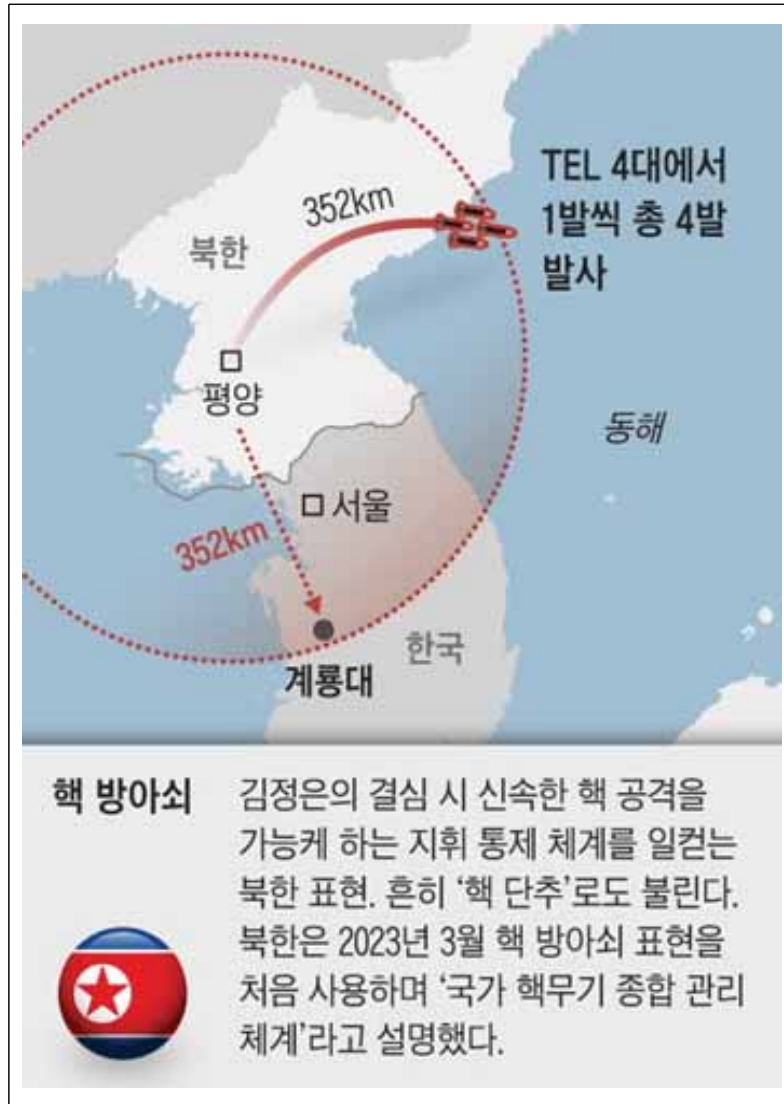 TEL 4대에서
1발씩 총 4발
발사
352km
북한
평양
동해
서울
352km
한국
계룡대
핵 방아쇠
김정은의 결심 시 신속한 핵 공격을
가능케 하는 지휘 통제 체계를 일컫는
북한 표현. 흔히 ‘핵 단추’로도 불린다.
북한은 2023년 3월 핵 방아쇠 표현을
처음 사용하며 ‘국가 핵무기 종합 관리
체계’라고 설명했다.